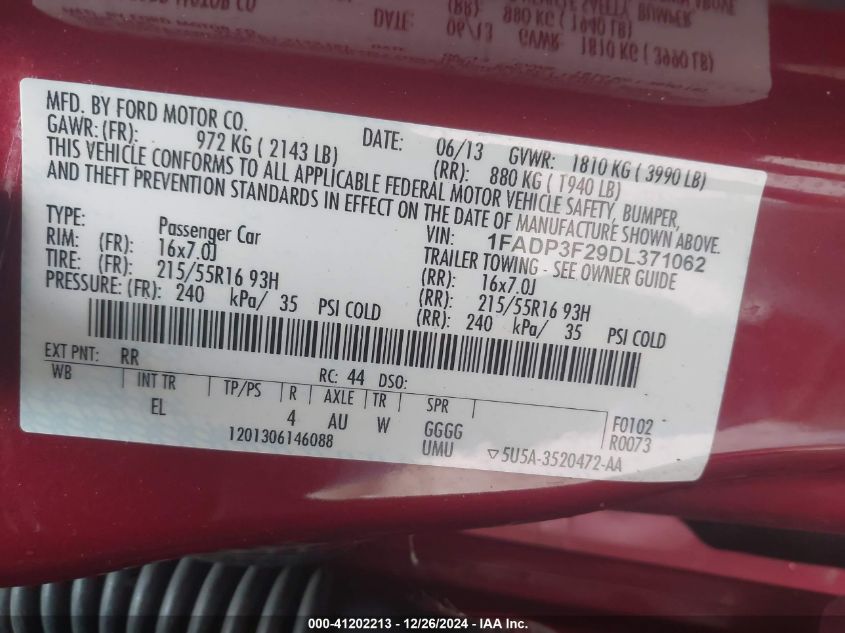 MFD. BY FORD MOTOR CO. DATE: 06/13 GVWR: 1810 KG ( 3990 LB)
GAWR: (FR): 972 KG ( 2143 LB) (RR): 880 KG ( 1940 LB)
THIS VEHICLE CONFORMS TO ALL APPLICABLE FEDERAL MOTOR VEHICLE SAFETY, BUMPER,
AND THEFT PREVENTION STANDARDS IN EFFECT ON THE DATE OF MANUFACTURE SHOWN ABOVE.
VIN: 1FADP3F29DL371062
TYPE: Passenger Car TRAILER TOWING - SEE OWNER GUIDE
RIM: (FR): 16x7.0J (RR): 16x7.0J
TIRE: (FR): 215/55R16 93H (RR): 215/55R16 93H
PRESSURE: (FR): 240 kPa/ 35 PSI COLD (RR): 240 kPa/ 35 PSI COLD
EXT PNT: RR RC: 44 DSO:
WB INT TR TP/PS R AXLE TR SPR
EL 4 AU W GGGG F0102
1201306146088 UMU R0073
▽5U5A-3520472-AA
000-41202213 - 12/26/2024 - IAA Inc.